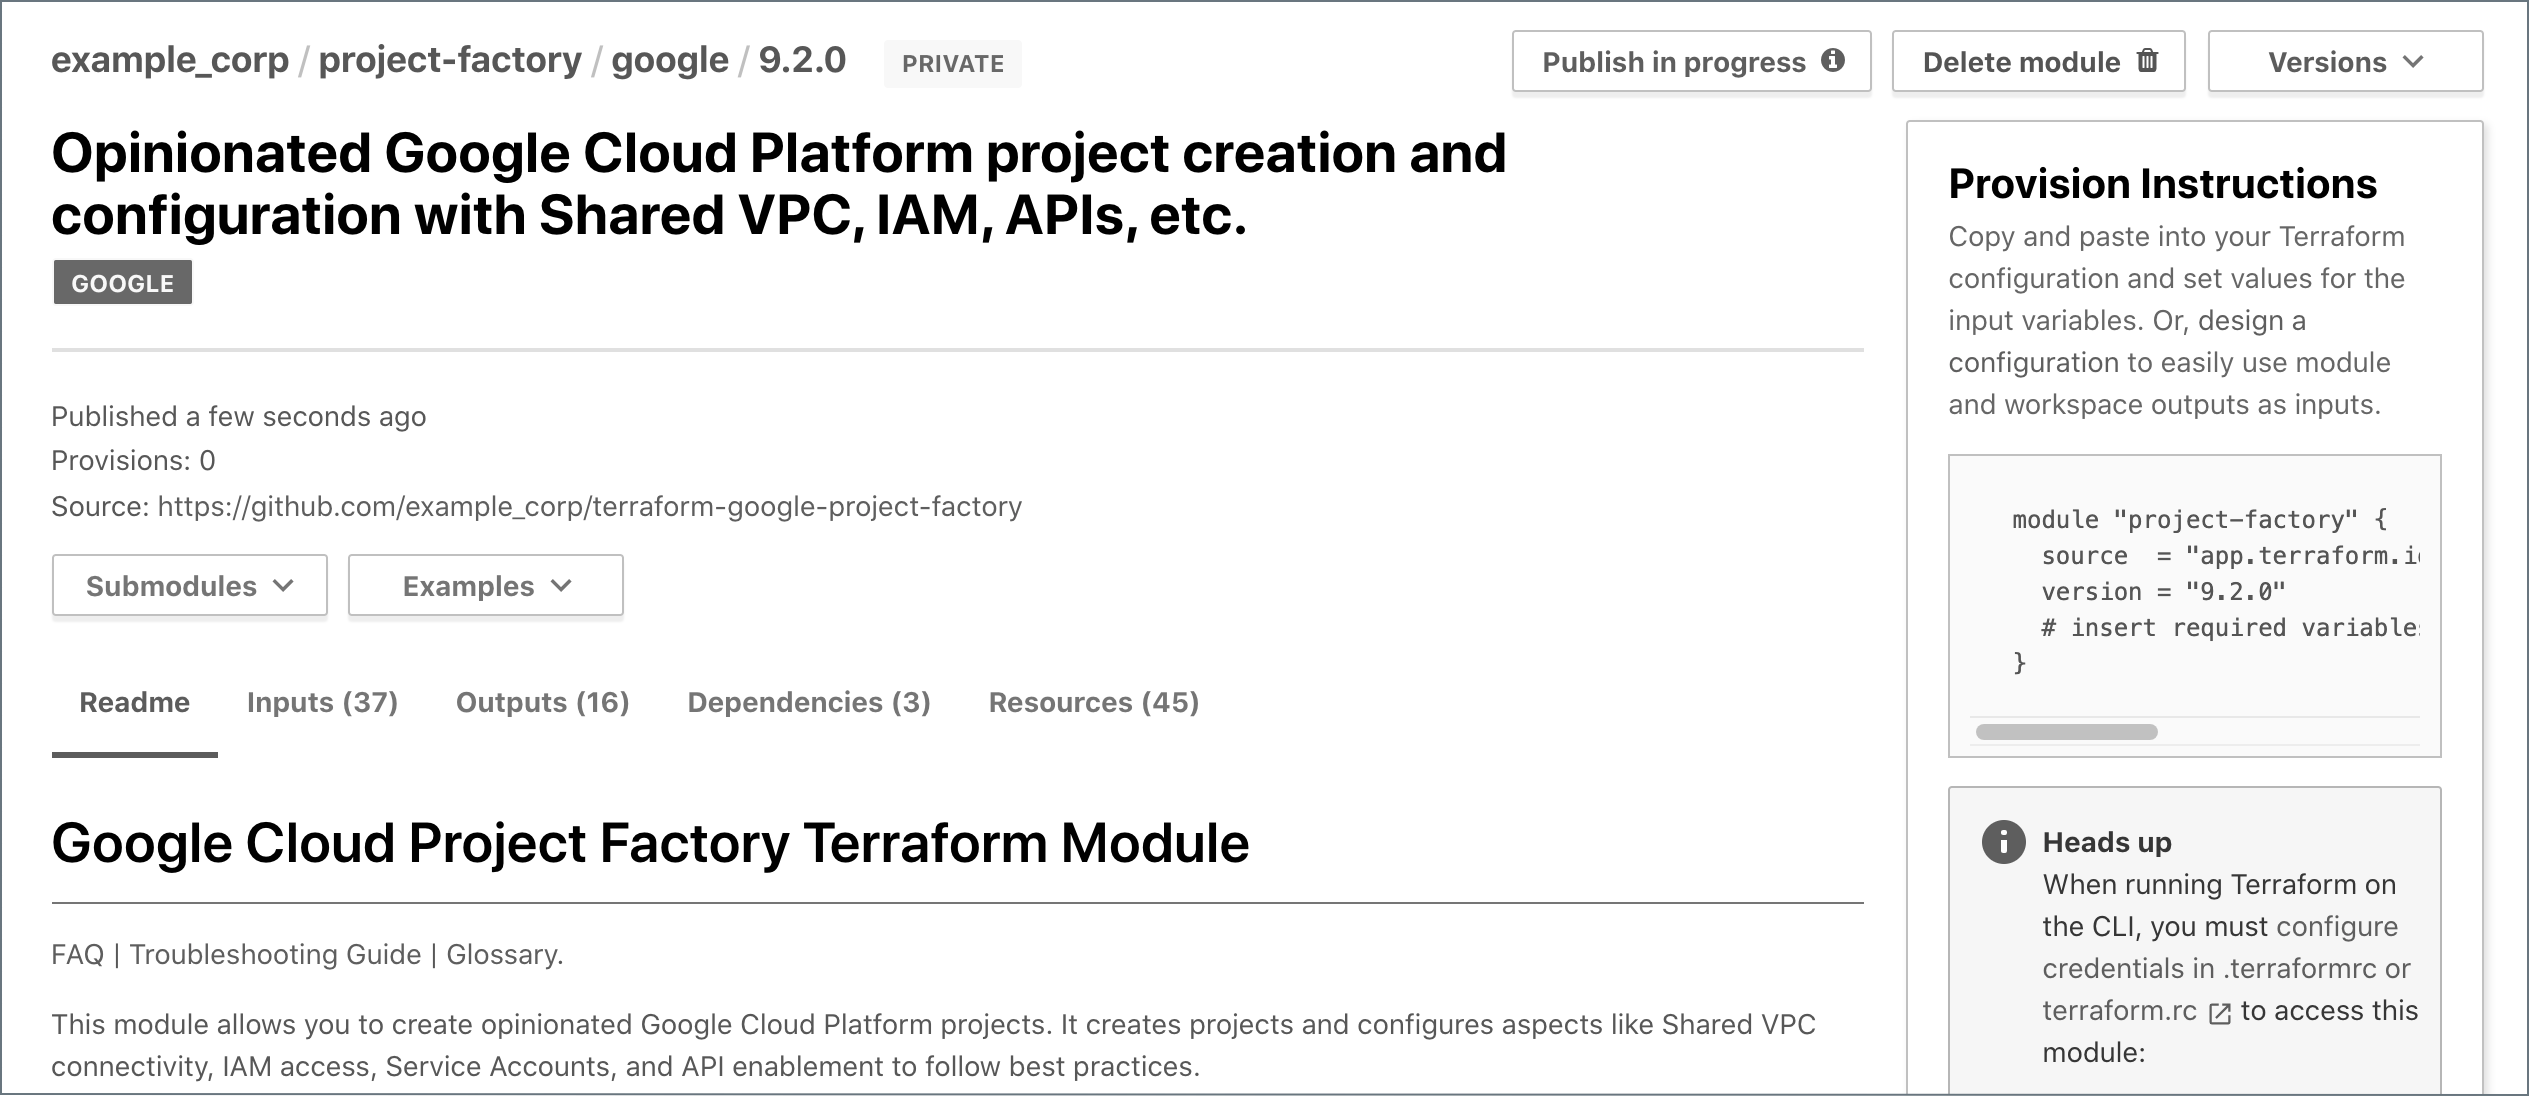 example_corp / project-factory / google / 9.2.0 PRIVATE
Publish in progress Delete module Versions
Opinionated Google Cloud Platform project creation and
configuration with Shared VPC, IAM, APIs, etc.
GOOGLE
Published a few seconds ago
Provisions: 0
Source: https://github.com/example_corp/terraform-google-project-factory
Submodules Examples
Readme Inputs (37) Outputs (16) Dependencies (3) Resources (45)
Google Cloud Project Factory Terraform Module
FAQ | Troubleshooting Guide | Glossary.
This module allows you to create opinionated Google Cloud Platform projects. It creates projects and configures aspects like Shared VPC
connectivity, IAM access, Service Accounts, and API enablement to follow best practices.
Provision Instructions
Copy and paste into your Terraform
configuration and set values for the
input variables. Or, design a
configuration to easily use module
and workspace outputs as inputs.
module "project-factory" {
source = "app.terraform.i
version = "9.2.0"
# insert required variable
}
Heads up
When running Terraform on
the CLI, you must configure
credentials in .terraformrc or
terraform.rc to access this
module: